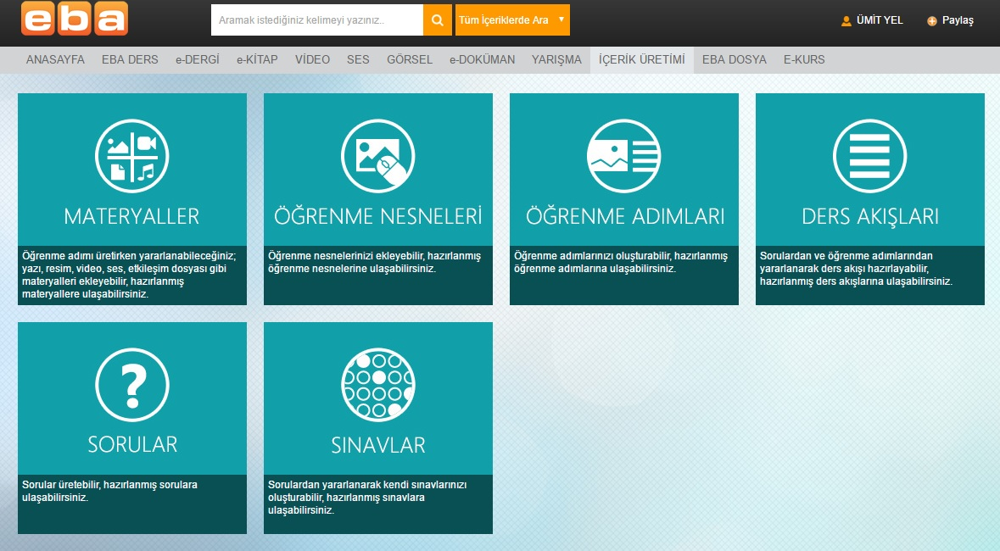 eba
Aramak istediğiniz kelimeyi yazınız..
Tüm İçeriklerde Ara
ÜMİT YEL
Paylaş
ANASAYFA EBA DERS e-DERGİ e-KİTAP VİDEO SES GÖRSEL e-DOKÜMAN YARIŞMA İÇERİK ÜRETİMİ EBA DOSYA E-KURS
MATERYALLER
Öğrenme adımı üretirken yararlanabileceğiniz;
yazı, resim, video, ses, etkileşim dosyası gibi
materyalleri ekleyebilir, hazırlanmış
materyallere ulaşabilirsiniz.
ÖĞRENME NESNELERİ
Öğrenme nesnelerinizi ekleyebilir, hazırlanmış
öğrenme nesnelerine ulaşabilirsiniz.
ÖĞRENME ADIMLARI
Öğrenme adımlarınızı oluşturabilir, hazırlanmış
öğrenme adımlarına ulaşabilirsiniz.
DERS AKIŞLARI
Sorulardan ve öğrenme adımlarından
yararlanarak ders akışı hazırlayabilir,
hazırlanmış ders akışlarına ulaşabilirsiniz.
?
SORULAR
Sorular üretebilir, hazırlanmış sorulara
ulaşabilirsiniz.
SINAVLAR
Sorulardan yararlanarak kendi sınavlarınızı
oluşturabilir, hazırlanmış sınavlara
ulaşabilirsiniz.